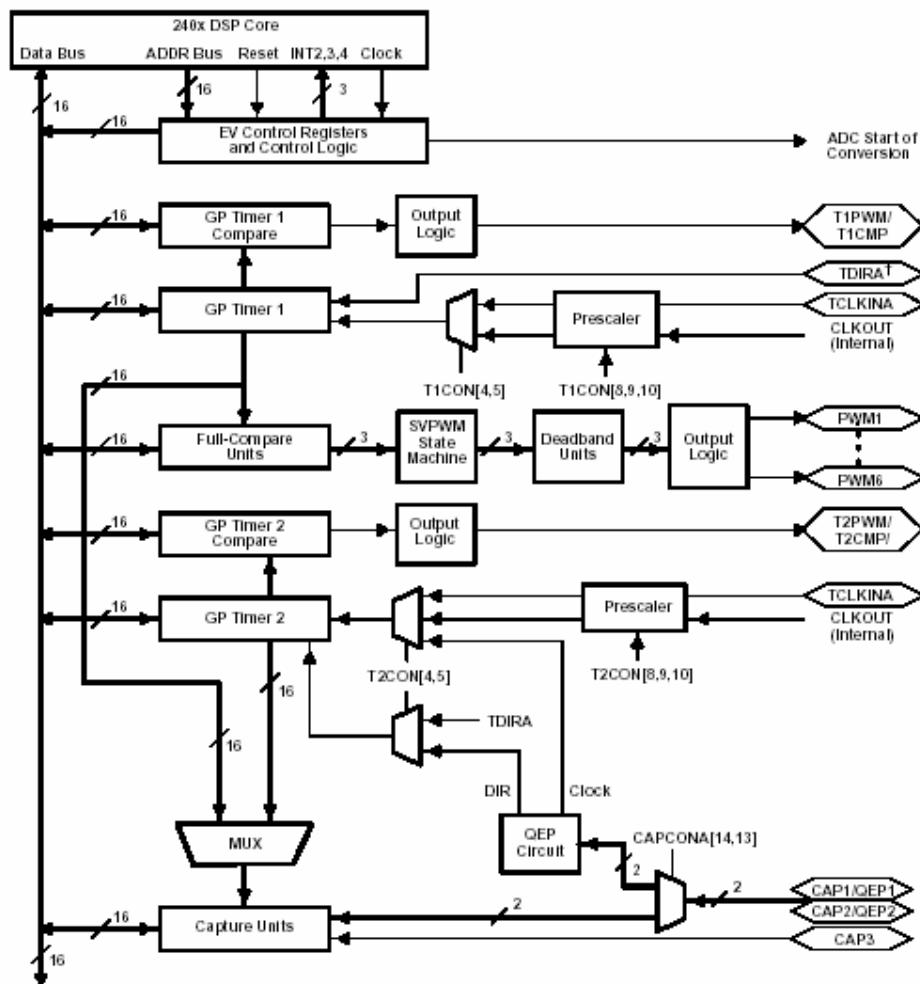 240x DSP Core
Data Bus ADDR Bus Reset INT2,3,4 Clock
16
16
3
16
EV Control Registers
and Control Logic
ADC Start of
Conversion
16
GP Timer 1
Compare
Output
Logic
T1PWM/
T1CMP
TDIRA†
16
GP Timer 1
Prescaler
TCLKINA
CLKOUT
(Internal)
T1CON[4,5]
T1CON[8,9,10]
16
16
Full-Compare
Units
3
SVPWM
State
Machine
3
Deadband
Units
3
Output
Logic
PWM1
PWM6
16
GP Timer 2
Compare
Output
Logic
T2PWM/
T2CMP/
16
GP Timer 2
Prescaler
TCLKINA
CLKOUT
(Internal)
T2CON[4,5]
T2CON[8,9,10]
16
TDIRA
16
DIR
Clock
MUX
QEP
Circuit
CAPCONA[14,13]
2
2
CAP1/QEP1
CAP2/QEP2
16
Capture Units
2
CAP3
16